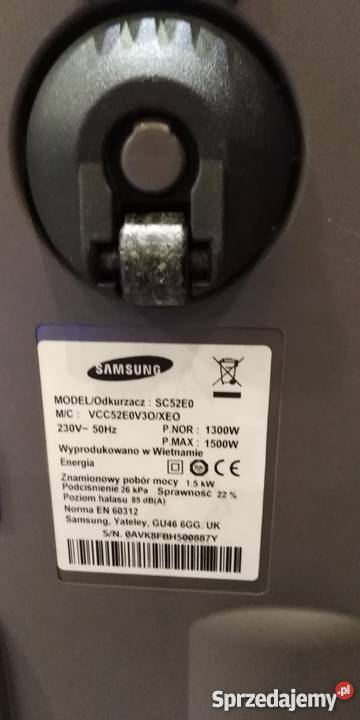 SAMSUNG
MODEL/Odkurzacz : SC52E0
M/C : VCC52E0V3O/XEO
230V~ 50Hz P.NOR : 1300W
P.MAX : 1500W
Wyprodukowano w Wietnamie
Energia
Znamionowy pobór mocy 1.5 kW
Podciśnienie 26 kPa Sprawność 22 %
Poziom hałasu 85 dB(A)
Norma EN 60312
Samsung, Yateley, GU46 6GG. UK
S/N. 0AVK8FBH500887Y
Sprzedajemy.pl